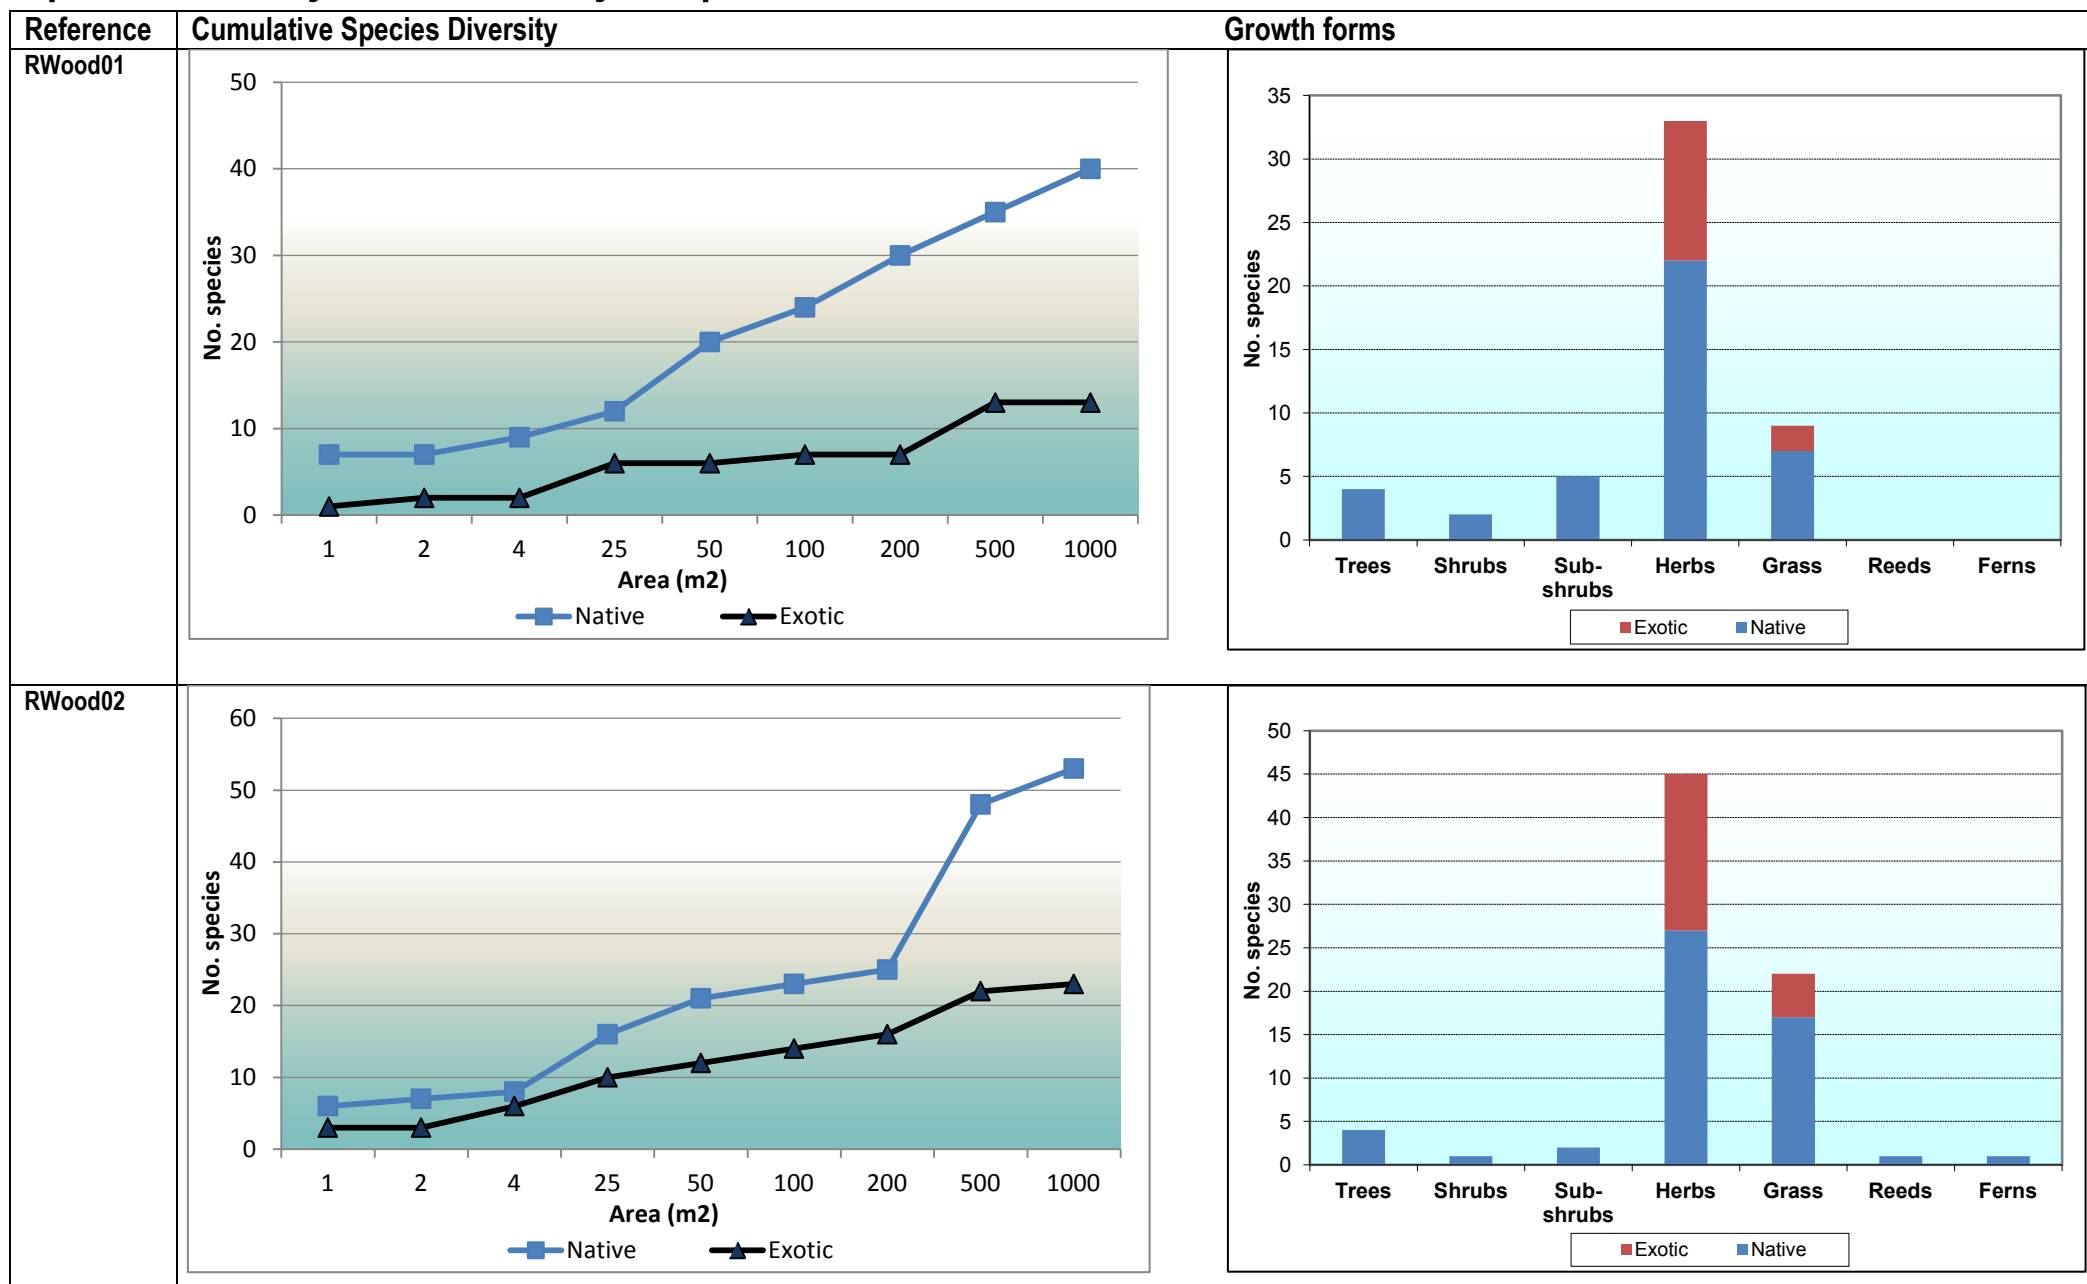 Reference Cumulative Species Diversity Growth forms
RWood01
50
40
30
20
10
0
No. species
1 2 4 25 50 100 200 500 1000
Area (m2)
Native Exotic
35
30
25
20
15
10
5
0
No. species
Trees Shrubs Sub- Herbs Grass Reeds Ferns
shrubs
Exotic Native
RWood02
60
50
40
30
20
10
0
No. species
1 2 4 25 50 100 200 500 1000
Area (m2)
Native Exotic
50
45
40
35
30
25
20
15
10
5
0
No. species
Trees Shrubs Sub- Herbs Grass Reeds Ferns
shrubs
Exotic Native